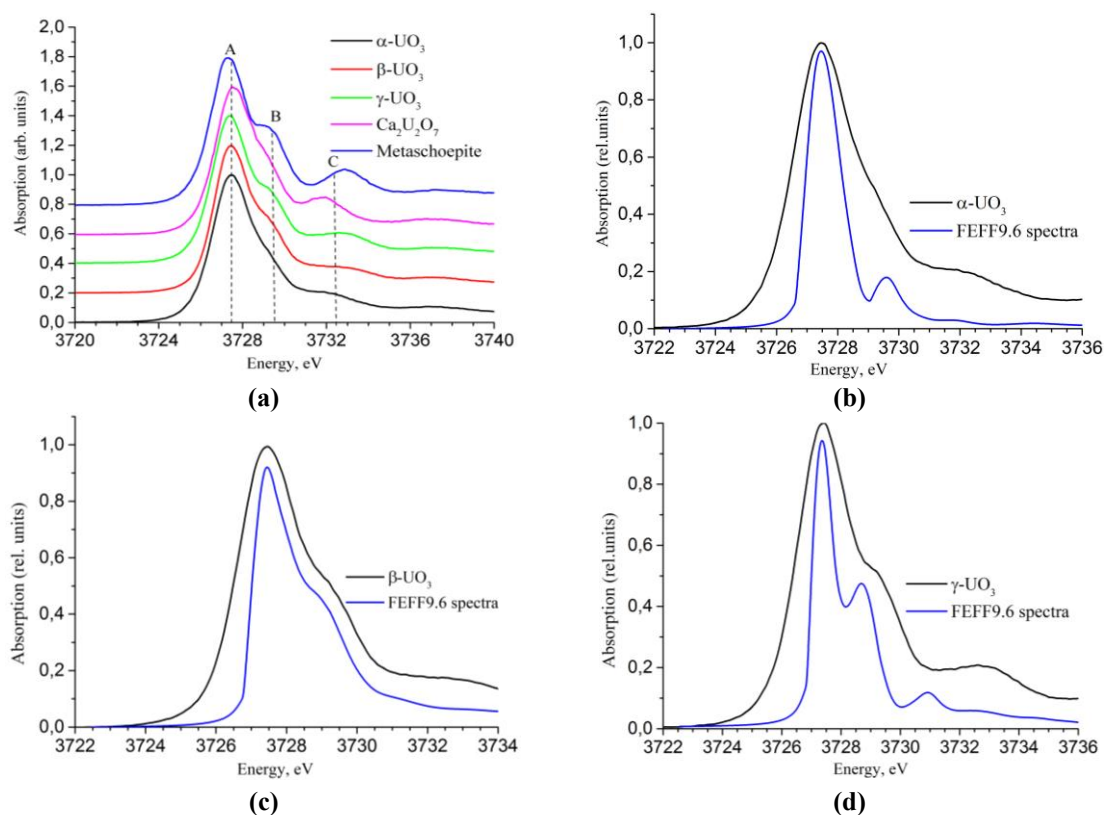 A
B
C
α-UO₃
β-UO₃
γ-UO₃
Ca₂U₂O₇
Metaschoepite
Absorption (arb. units)
2,0
1,8
1,6
1,4
1,2
1,0
0,8
0,6
0,4
0,2
0,0
3720 3724 3728 3732 3736 3740
Energy, eV
(a)
α-UO₃
FEFF9.6 spectra
Absorption (rel.units)
1,0
0,8
0,6
0,4
0,2
0,0
3722 3724 3726 3728 3730 3732 3734 3736
Energy, eV
(b)
β-UO₃
FEFF9.6 spectra
Absorption (rel. units)
1,0
0,8
0,6
0,4
0,2
0,0
3722 3724 3726 3728 3730 3732 3734
Energy, eV
(c)
γ-UO₃
FEFF9.6 spectra
Absorption (rel.units)
1,0
0,8
0,6
0,4
0,2
0,0
3722 3724 3726 3728 3730 3732 3734 3736
Energy, eV
(d)